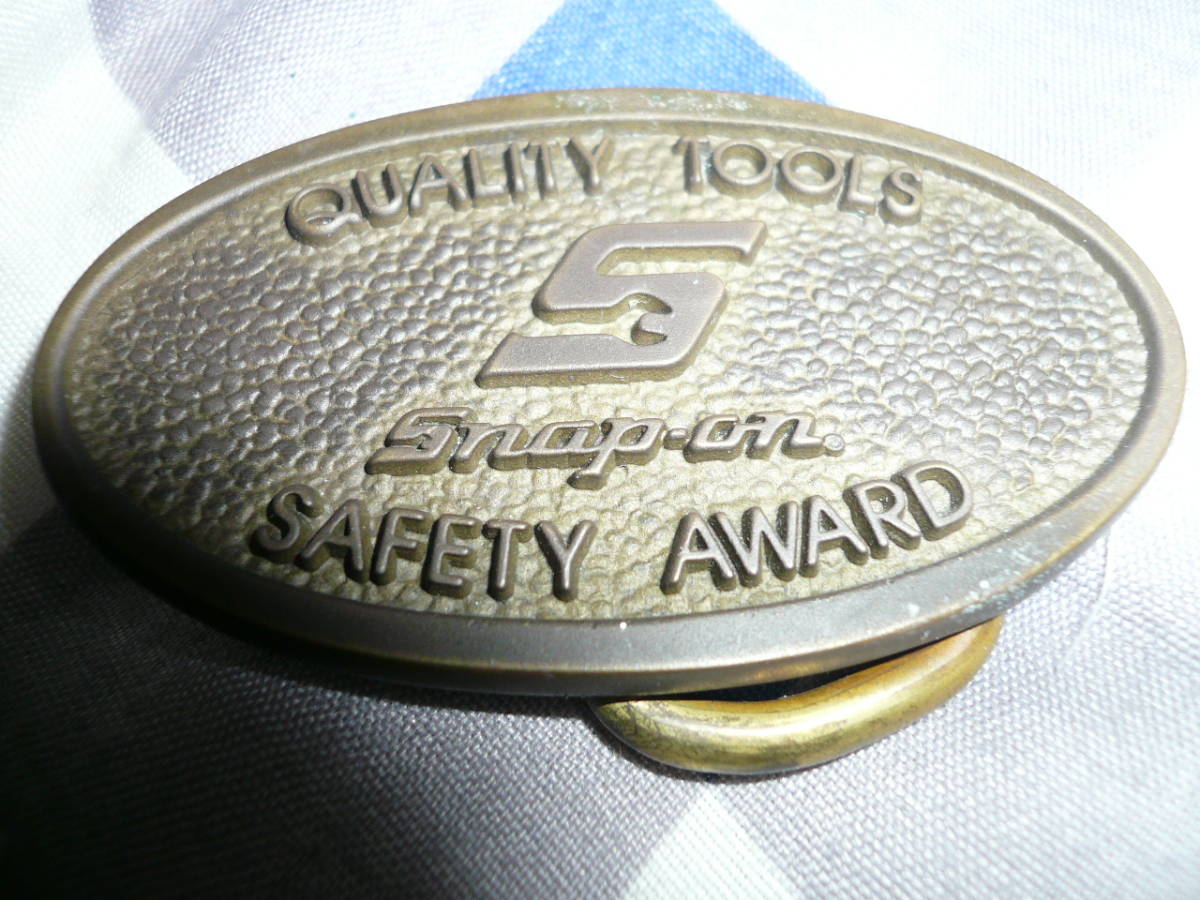 QUALITY TOOLS
S
Snap-on.
SAFETY AWARD